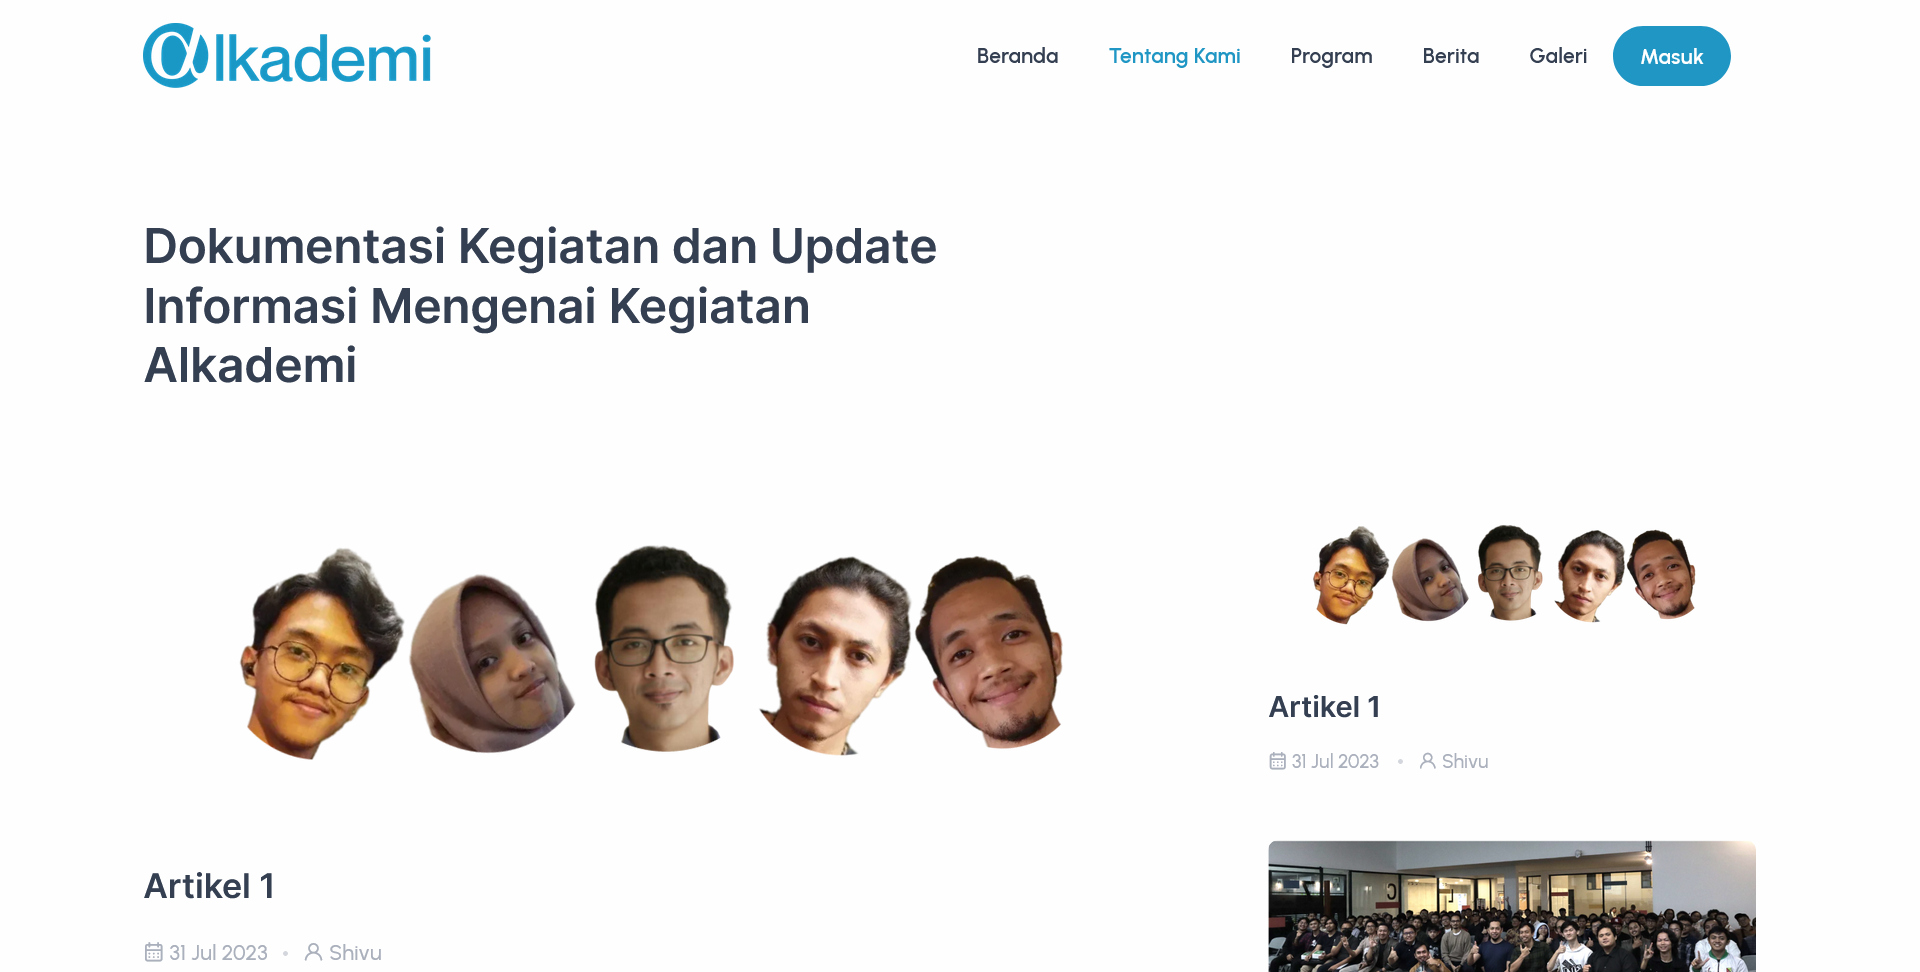 alkademi
Beranda
Tentang Kami
Program
Berita
Galeri
Masuk
Dokumentasi Kegiatan dan Update
Informasi Mengenai Kegiatan
Alkademi
Artikel 1
31 Jul 2023 • Shivu
Artikel 1
31 Jul 2023 • Shivu